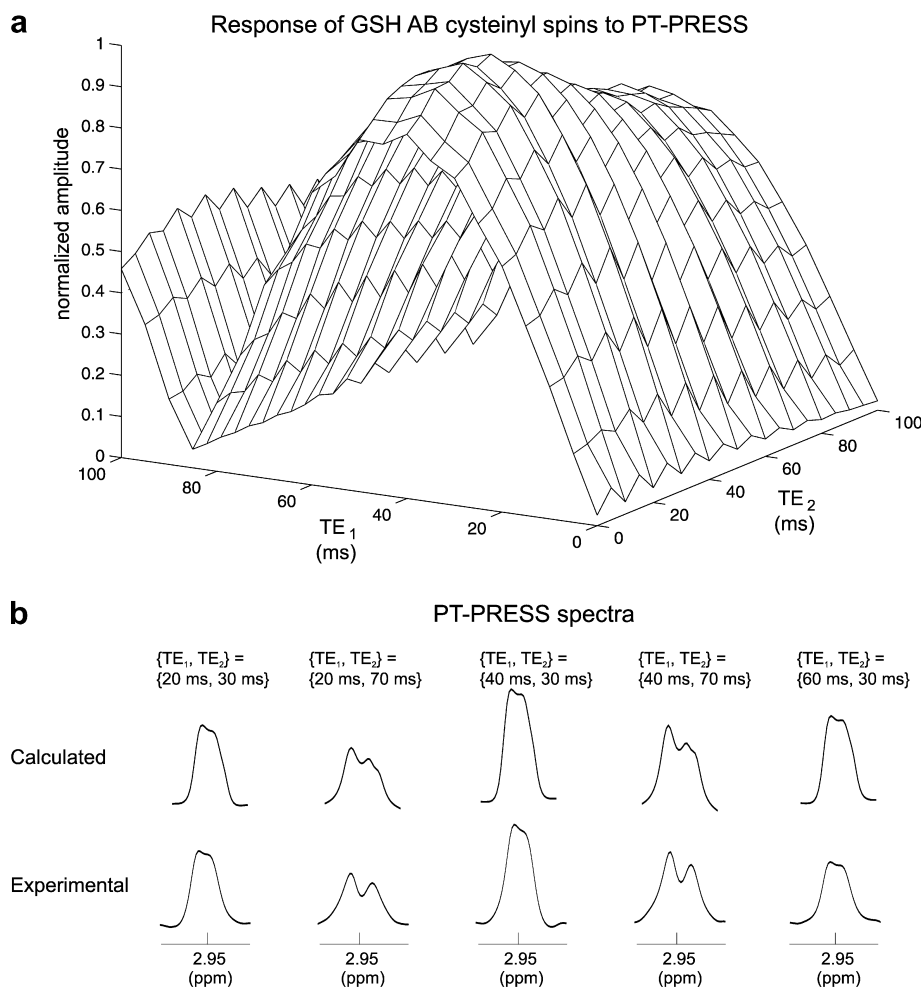 a
Response of GSH AB cysteinyl spins to PT-PRESS
normalized amplitude
1
0.9
0.8
0.7
0.6
0.5
0.4
0.3
0.2
0.1
0
100
80
60
40
20
0
TE1
(ms)
0
20
40
60
80
100
TE2
(ms)
b
PT-PRESS spectra
{TE1, TE2} =
{20 ms, 30 ms}
{TE1, TE2} =
{20 ms, 70 ms}
{TE1, TE2} =
{40 ms, 30 ms}
{TE1, TE2} =
{40 ms, 70 ms}
{TE1, TE2} =
{60 ms, 30 ms}
Calculated
Experimental
2.95
(ppm)
2.95
(ppm)
2.95
(ppm)
2.95
(ppm)
2.95
(ppm)